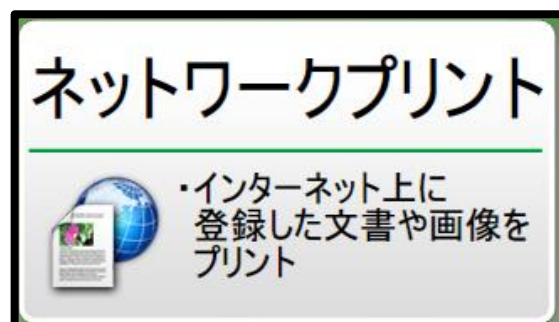 ネットワークプリント
・インターネット上に
登録した文書や画像を
プリント